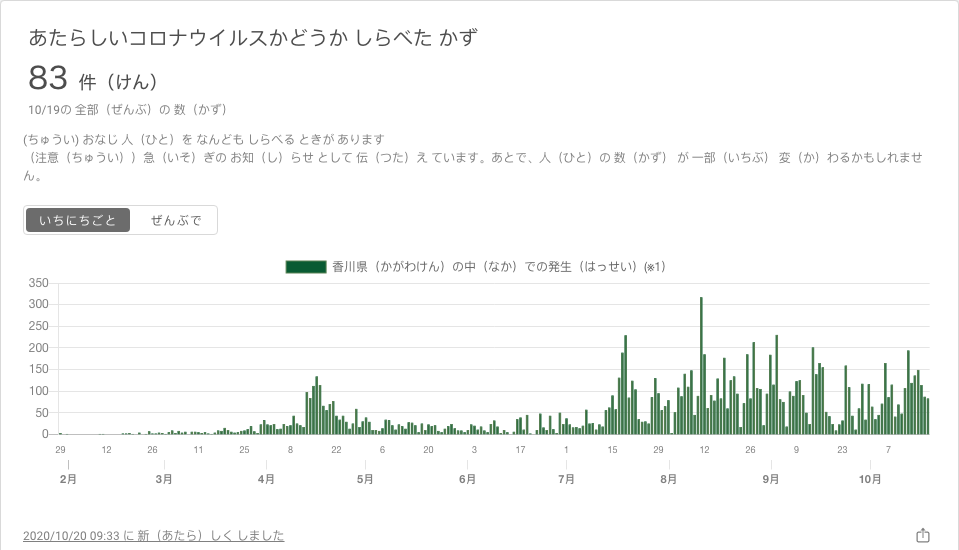 あたらしいコロナウイルスかどうか しらべた かず
83 件（けん）
10/19の 全部（ぜんぶ）の 数（かず）
(ちゅうい) おなじ 人（ひと）を なんども しらべる ときが あります
（注意（ちゅうい））急（いそ）ぎの お知（し）らせ として 伝（つた）え ています。あとで、人（ひと）の 数（かず） が 一部（いちぶ） 変（か）わるかもしれませ
ん。
いちにちごと ぜんぶで
香川県（かがわけん）の中（なか）での発生（はっせい）(※1)
350
300
250
200
150
100
50
0
29 12 26 11 25 8 22 6 20 3 17 1 15 29 12 26 9 23 7
2月 3月 4月 5月 6月 7月 8月 9月 10月
2020/10/20 09:33 に 新（あたら）しく しました